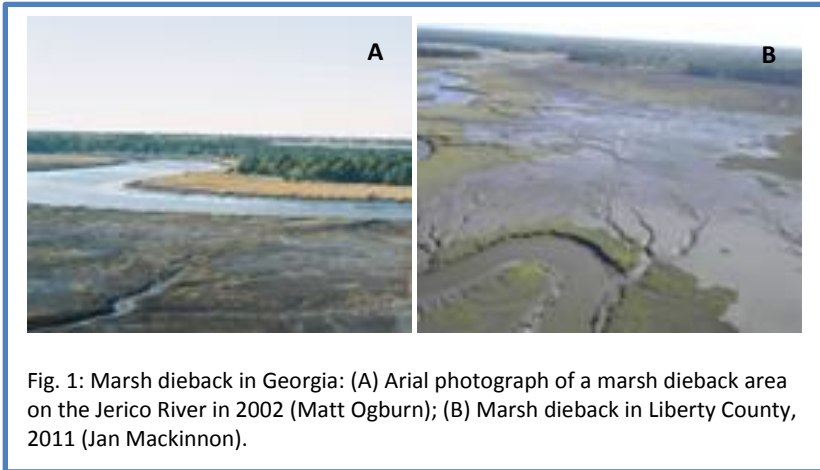 A
B
Fig. 1: Marsh dieback in Georgia: (A) Arial photograph of a marsh dieback area
on the Jerico River in 2002 (Matt Ogburn); (B) Marsh dieback in Liberty County,
2011 (Jan Mackinnon).